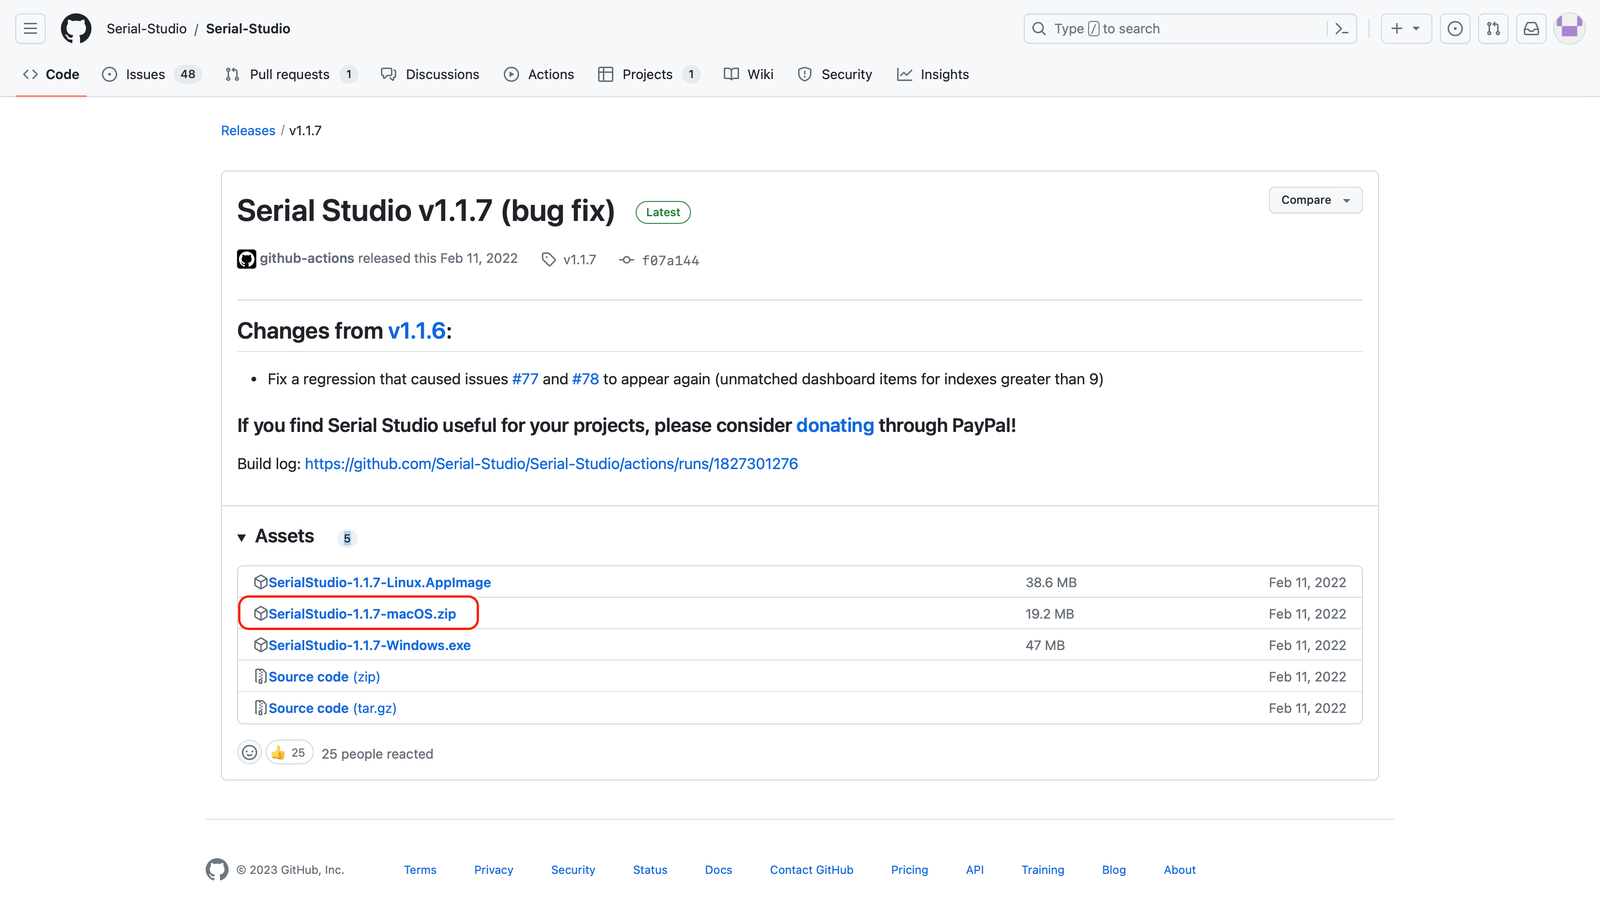 Serial-Studio / Serial-Studio
Type / to search
Code
Issues 48
Pull requests 1
Discussions
Actions
Projects 1
Wiki
Security
Insights
Releases / v1.1.7
Serial Studio v1.1.7 (bug fix) Latest
Compare
github-actions released this Feb 11, 2022 v1.1.7 f07a144
Changes from v1.1.6:
• Fix a regression that caused issues #77 and #78 to appear again (unmatched dashboard items for indexes greater than 9)
If you find Serial Studio useful for your projects, please consider donating through PayPal!
Build log: https://github.com/Serial-Studio/Serial-Studio/actions/runs/1827301276
Assets 5
SerialStudio-1.1.7-Linux.AppImage 38.6 MB Feb 11, 2022
SerialStudio-1.1.7-macOS.zip 19.2 MB Feb 11, 2022
SerialStudio-1.1.7-Windows.exe 47 MB Feb 11, 2022
Source code (zip) Feb 11, 2022
Source code (tar.gz) Feb 11, 2022
👍 25 25 people reacted
© 2023 GitHub, Inc. Terms Privacy Security Status Docs Contact GitHub Pricing API Training Blog About